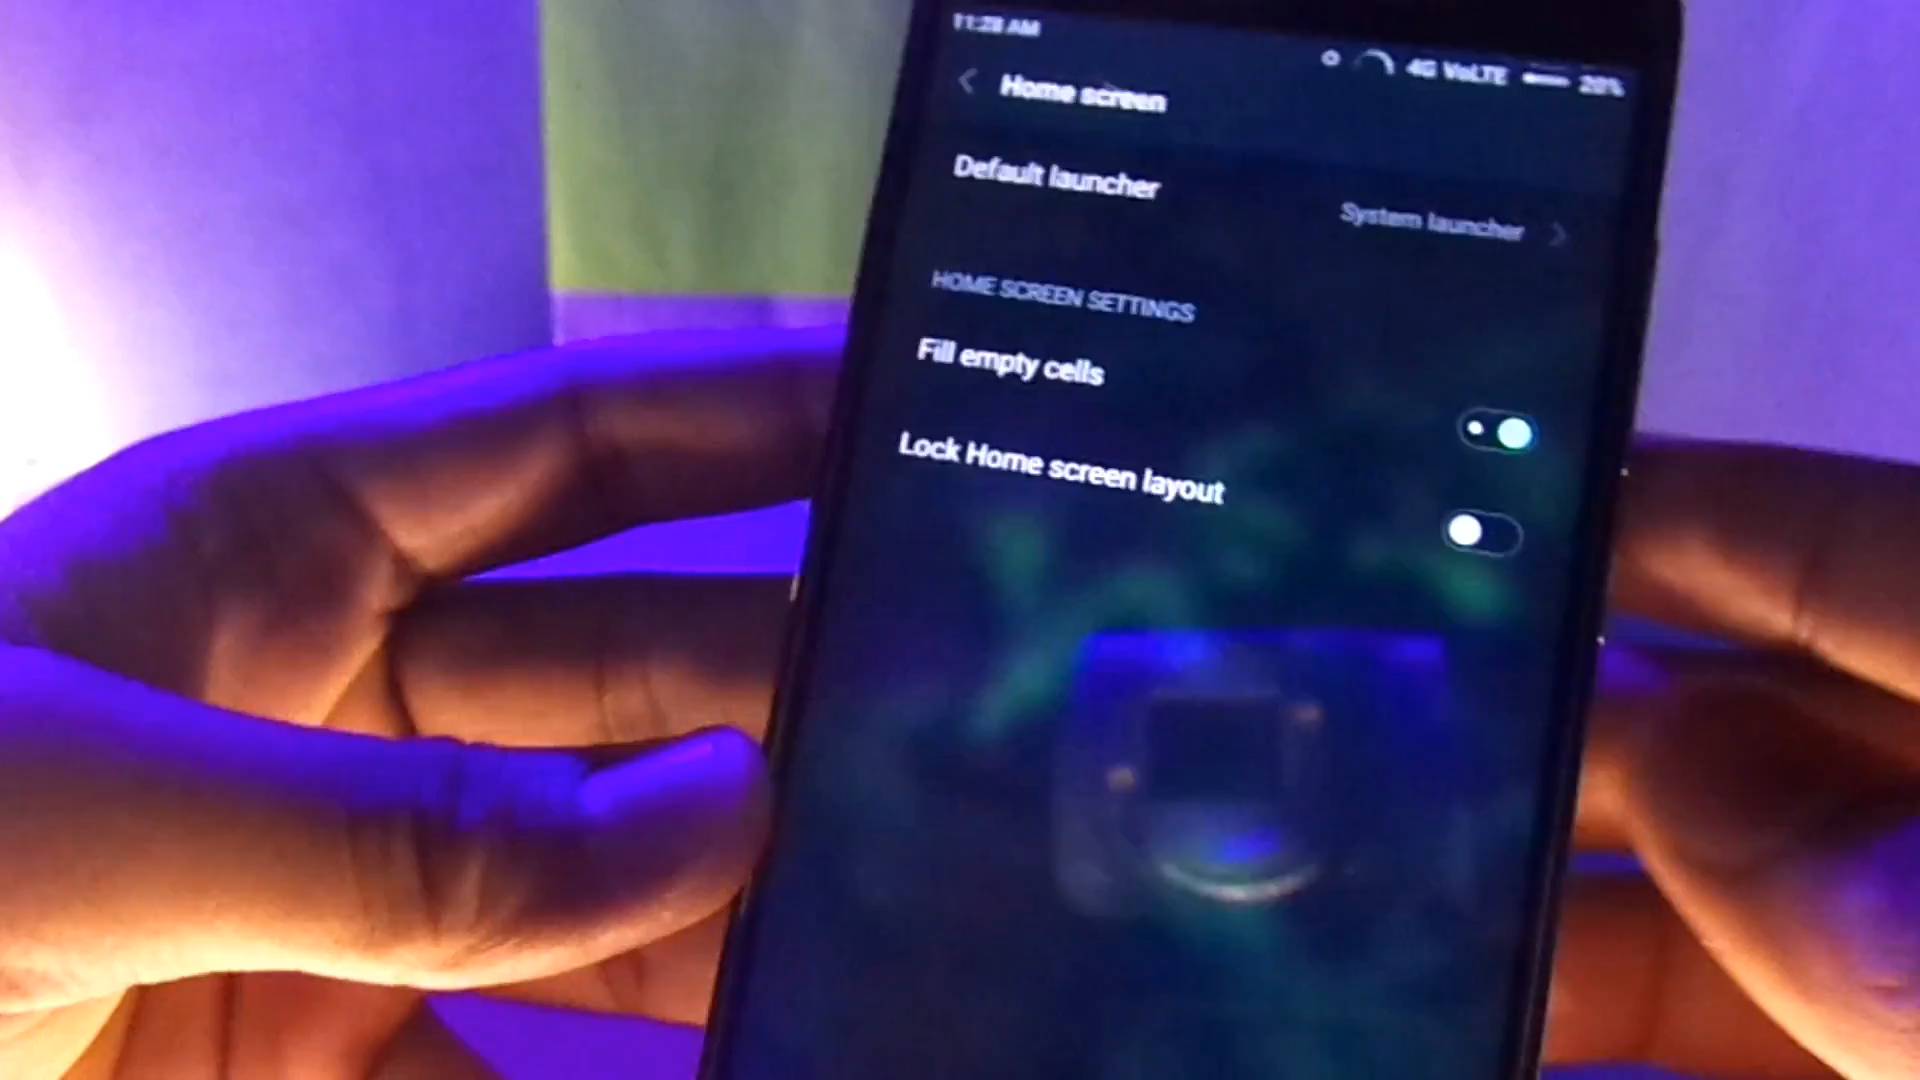 11:28 AM
4G VoLTE 20%
Home screen
Default launcher
System launcher
HOME SCREEN SETTINGS
Fill empty cells
Lock Home screen layout